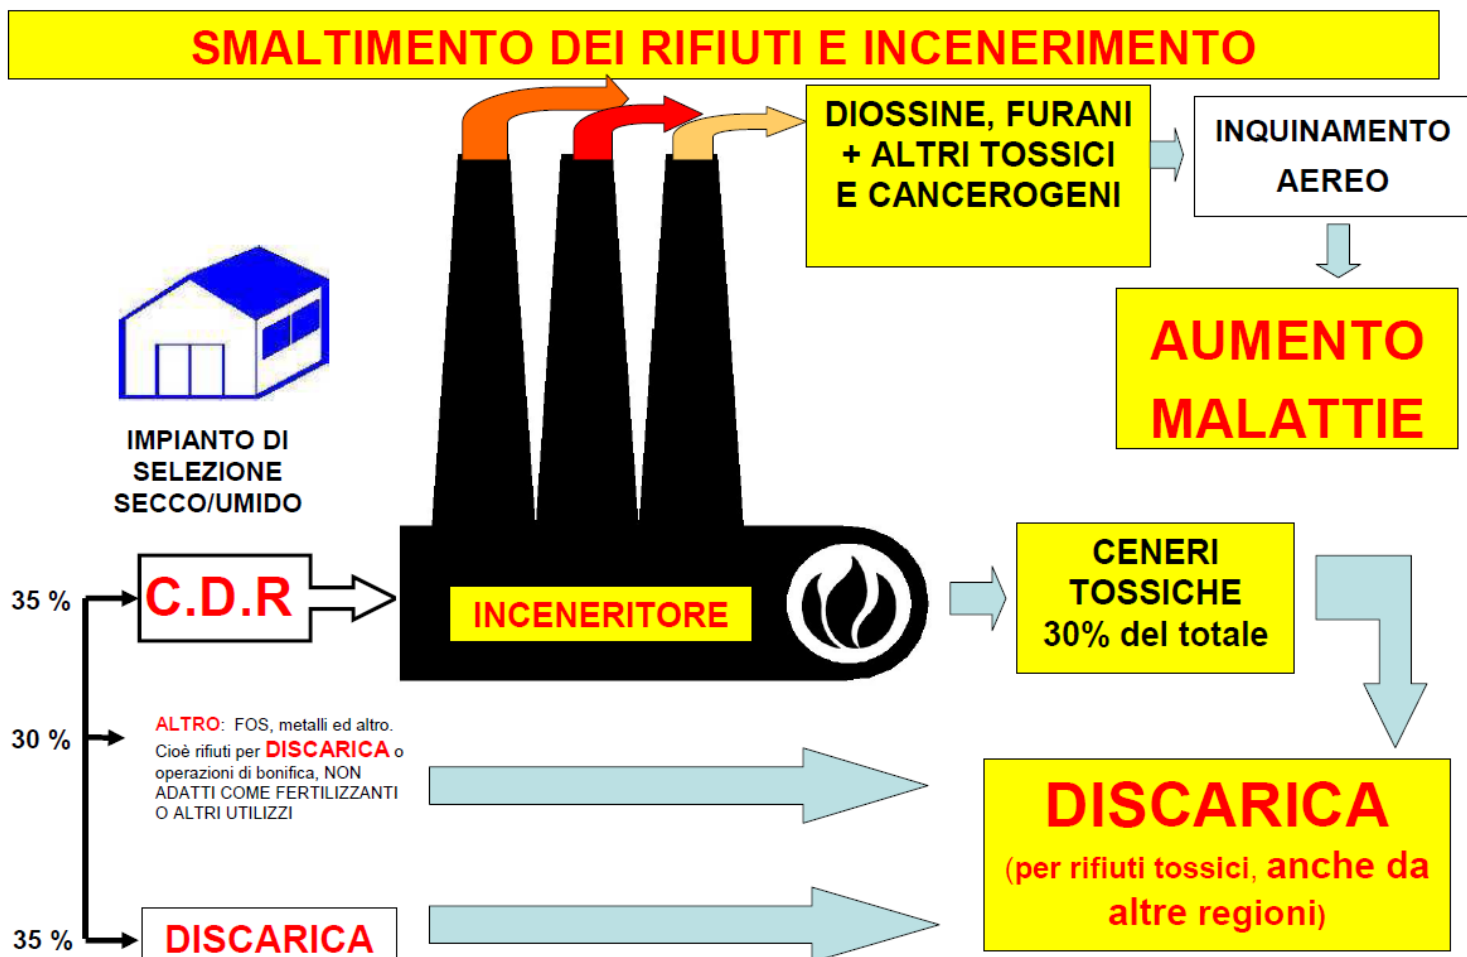 SMALTIMENTO DEI RIFIUTI E INCENERIMENTO
DIOSSINE, FURANI
+ ALTRI TOSSICI
E CANCEROGENI
INQUINAMENTO
AEREO
AUMENTO
MALATTIE
IMPIANTO DI
SELEZIONE
SECCO/UMIDO
35 %
C.D.R
INCENERITORE
CENERI
TOSSICHE
30% del totale
30 %
ALTRO: FOS, metalli ed altro.
Cioè rifiuti per DISCARICA o
operazioni di bonifica, NON
ADATTI COME FERTILIZZANTI
O ALTRI UTILIZZI
DISCARICA
(per rifiuti tossici, anche da
altre regioni)
35 %
DISCARICA